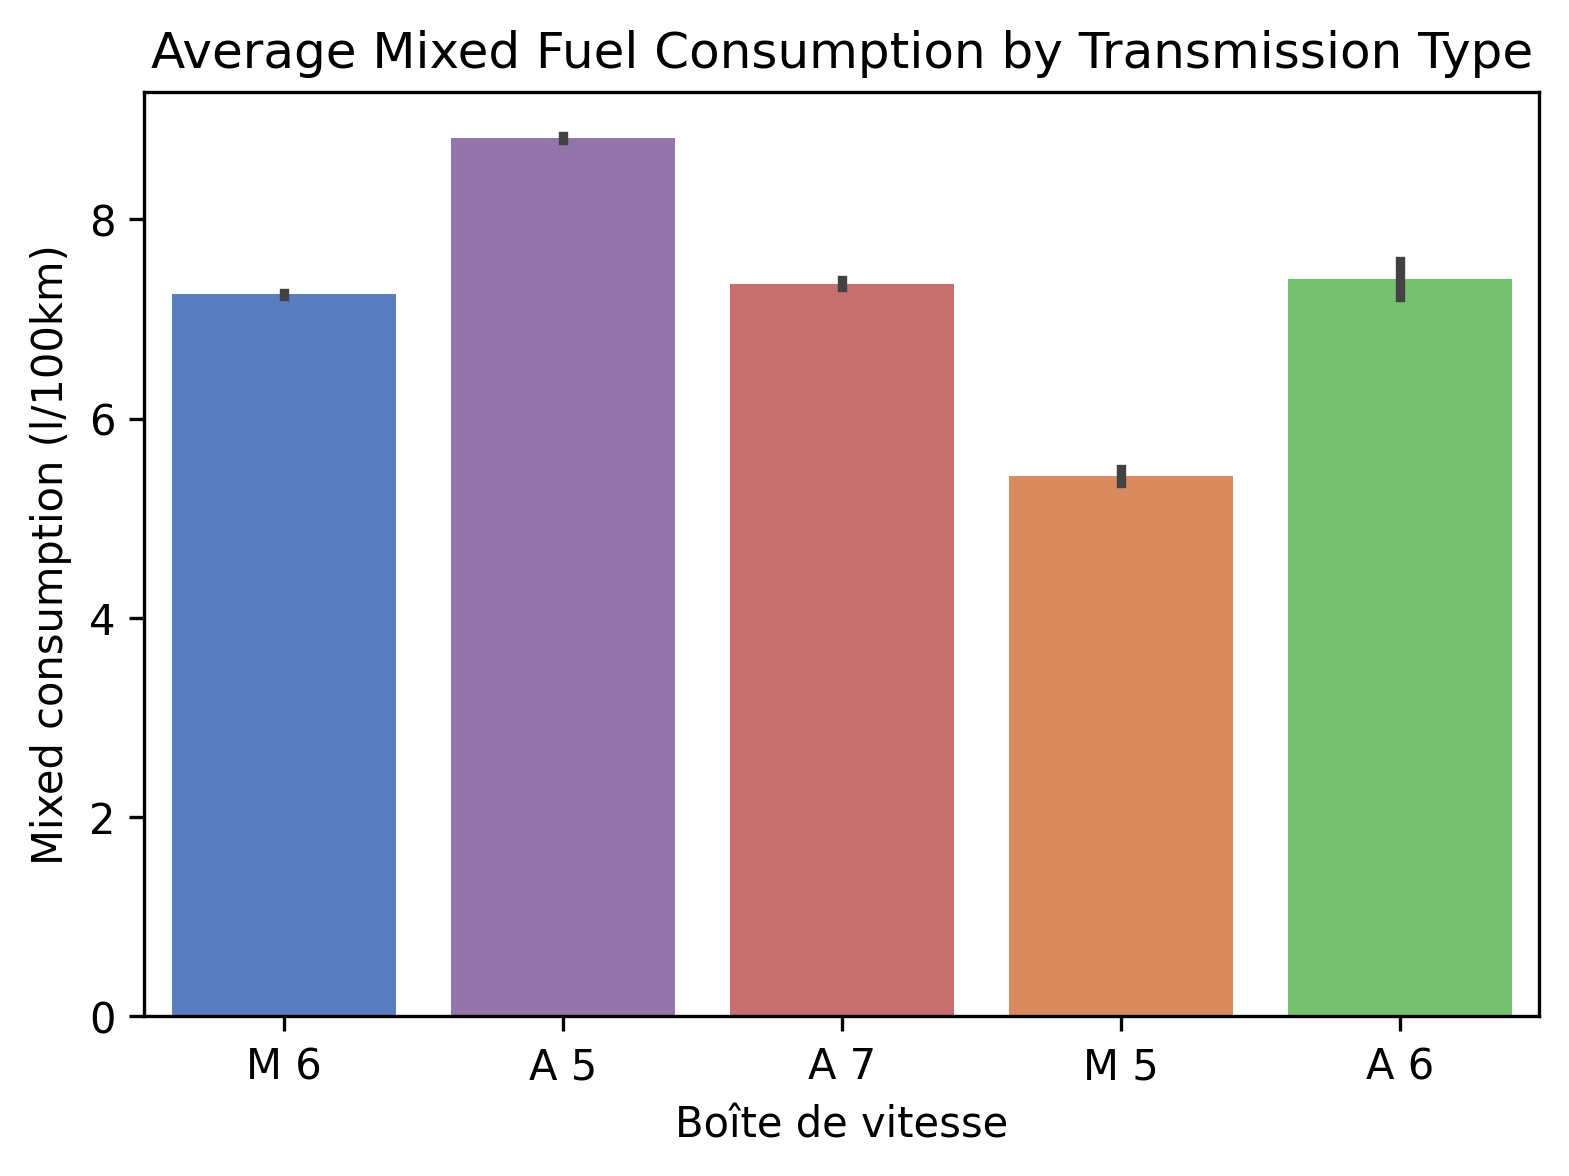 Average Mixed Fuel Consumption by Transmission Type
Mixed consumption (l/100km)
8
6
4
2
0
M 6
A 5
A 7
M 5
A 6
Boîte de vitesse